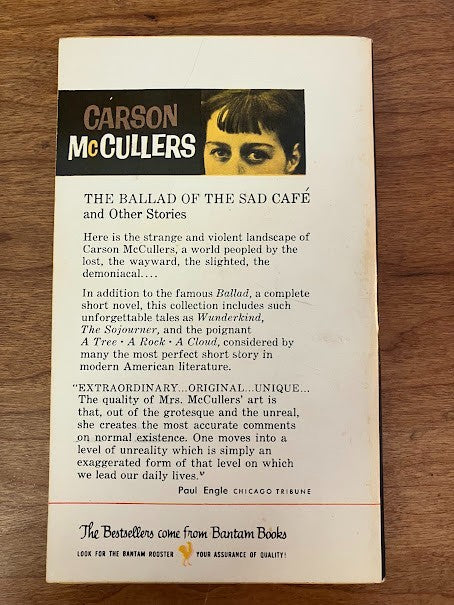 CARSON
McCULLERS
THE BALLAD OF THE SAD CAFÉ
and Other Stories
Here is the strange and violent landscape of
Carson McCullers, a world peopled by the
lost, the wayward, the slighted, the
demoniacal....
In addition to the famous Ballad, a complete
short novel, this collection includes such
unforgettable tales as Wunderkind,
The Sojourner, and the poignant
A Tree · A Rock · A Cloud, considered by
many the most perfect short story in
modern American literature.
"EXTRAORDINARY...ORIGINAL...UNIQUE...
The quality of Mrs. McCullers' art is
that, out of the grotesque and the unreal,
she creates the most accurate comments
on normal existence. One moves into a
level of unreality which is simply an
exaggerated form of that level on which
we lead our daily lives."
Paul Engle CHICAGO TRIBUNE
The Bestsellers come from Bantam Books
LOOK FOR THE BANTAM ROOSTER YOUR ASSURANCE OF QUALITY!